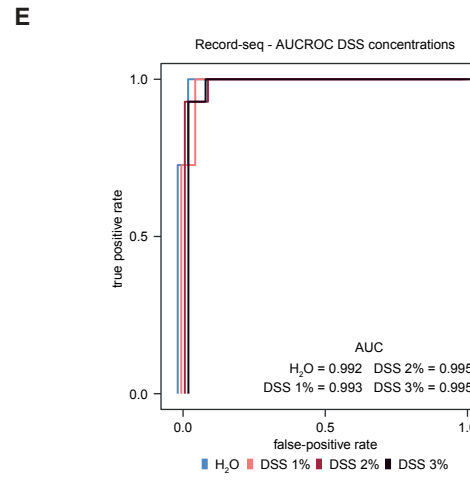 E
Record-seq - AUCROC DSS concentrations
1.0
0.5
0.0
true positive rate
AUC
H₂O = 0.992 DSS 2% = 0.995
DSS 1% = 0.993 DSS 3% = 0.995
0.0 0.5 1.0
false-positive rate
H₂O DSS 1% DSS 2% DSS 3%